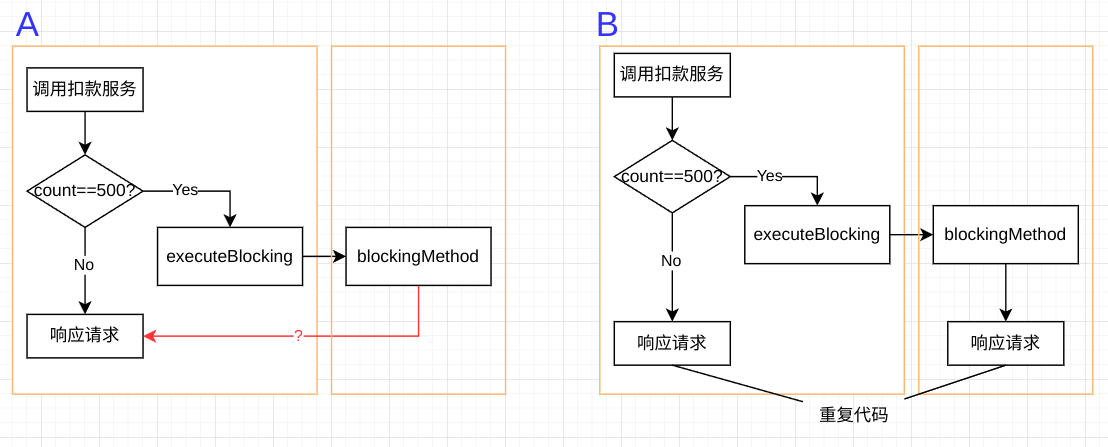 A
调用扣款服务
count==500?
Yes
executeBlocking
blockingMethod
No
响应请求
?
B
调用扣款服务
count==500?
Yes
executeBlocking
blockingMethod
No
响应请求
响应请求
重复代码